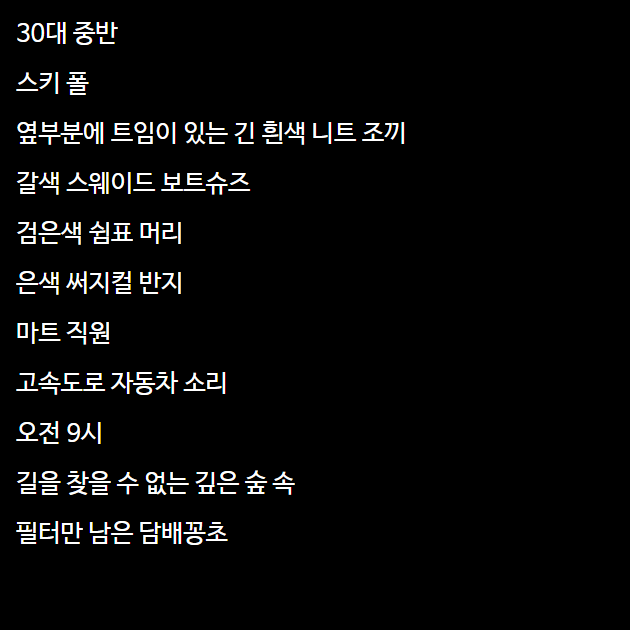 30대 중반
스키 폴
옆부분에 트임이 있는 긴 흰색 니트 조끼
갈색 스웨이드 보트슈즈
검은색 쉼표 머리
은색 써지컬 반지
마트 직원
고속도로 자동차 소리
오전 9시
길을 찾을 수 없는 깊은 숲 속
필터만 남은 담배꽁초